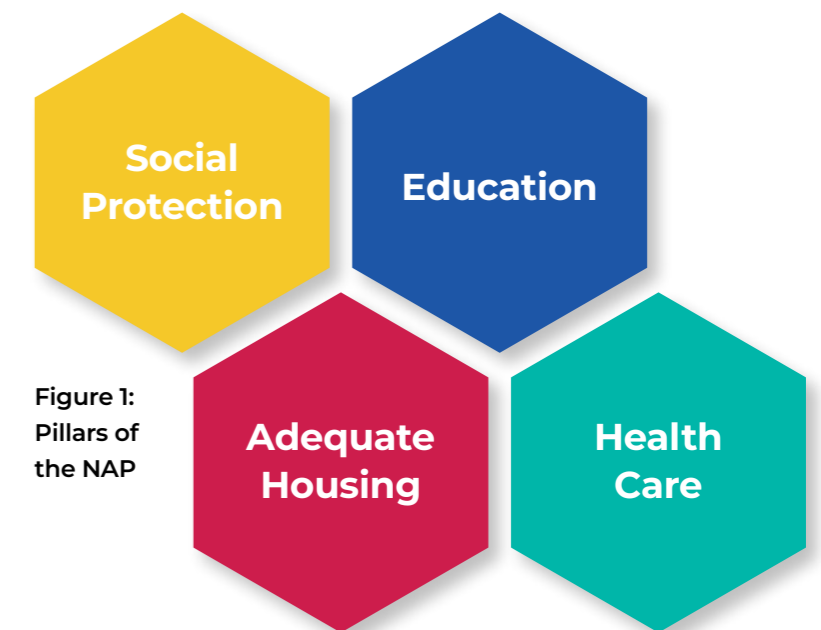 Social
Protection
Education
Figure 1:
Pillars of
the NAP
Adequate
Housing
Health
Care